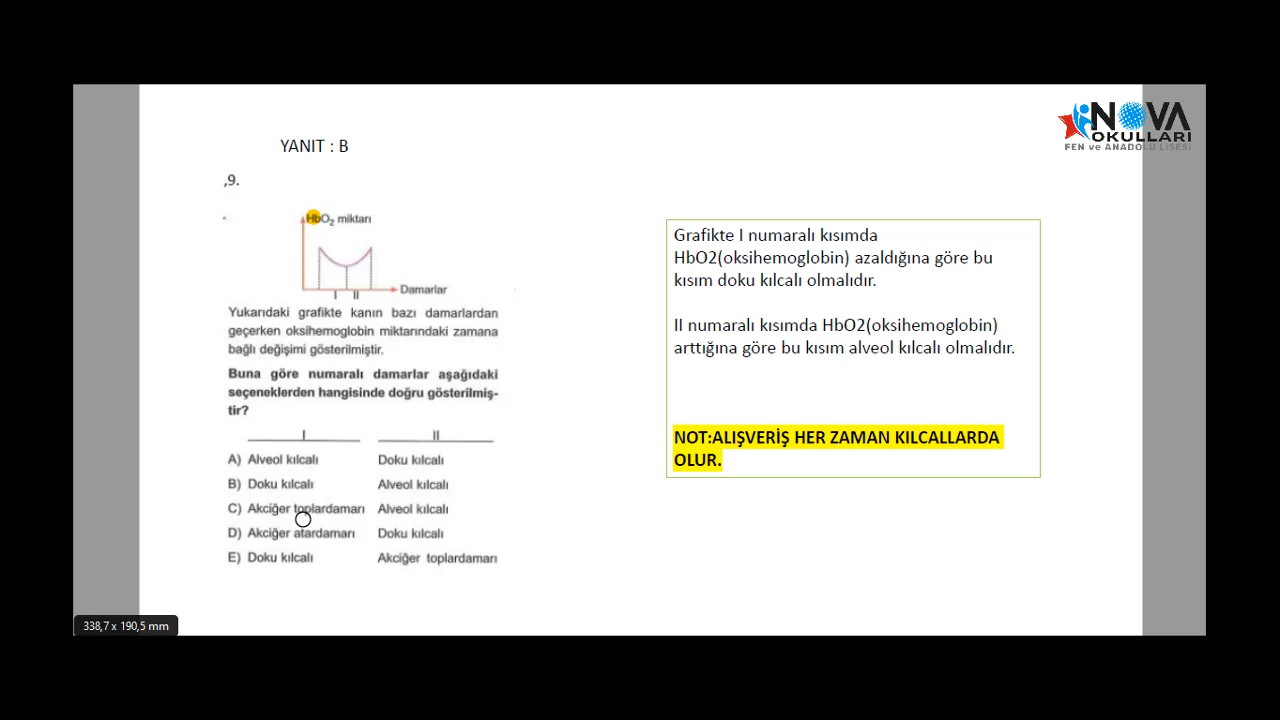 NOVA
OKULLARI
FEN ve ANADOLU LİSESİ
YANIT : B
,9.
HbO2 miktarı
I II
Damarlar
Yukarıdaki grafikte kanın bazı damarlardan
geçerken oksihemoglobin miktarındaki zamana
bağlı değişimi gösterilmiştir.
Buna göre numaralı damarlar aşağıdaki
seçeneklerden hangisinde doğru gösterilmiş-
tir?
I II
A) Alveol kılcalı Doku kılcalı
B) Doku kılcalı Alveol kılcalı
C) Akciğer toplardamarı Alveol kılcalı
D) Akciğer atardamarı Doku kılcalı
E) Doku kılcalı Akciğer toplardamarı
Grafikte I numaralı kısımda
HbO2(oksihemoglobin) azaldığına göre bu
kısım doku kılcalı olmalıdır.
II numaralı kısımda HbO2(oksihemoglobin)
arttığına göre bu kısım alveol kılcalı olmalıdır.
NOT:ALIŞVERİŞ HER ZAMAN KILCALLARDA
OLUR.
338,7 x 190,5 mm